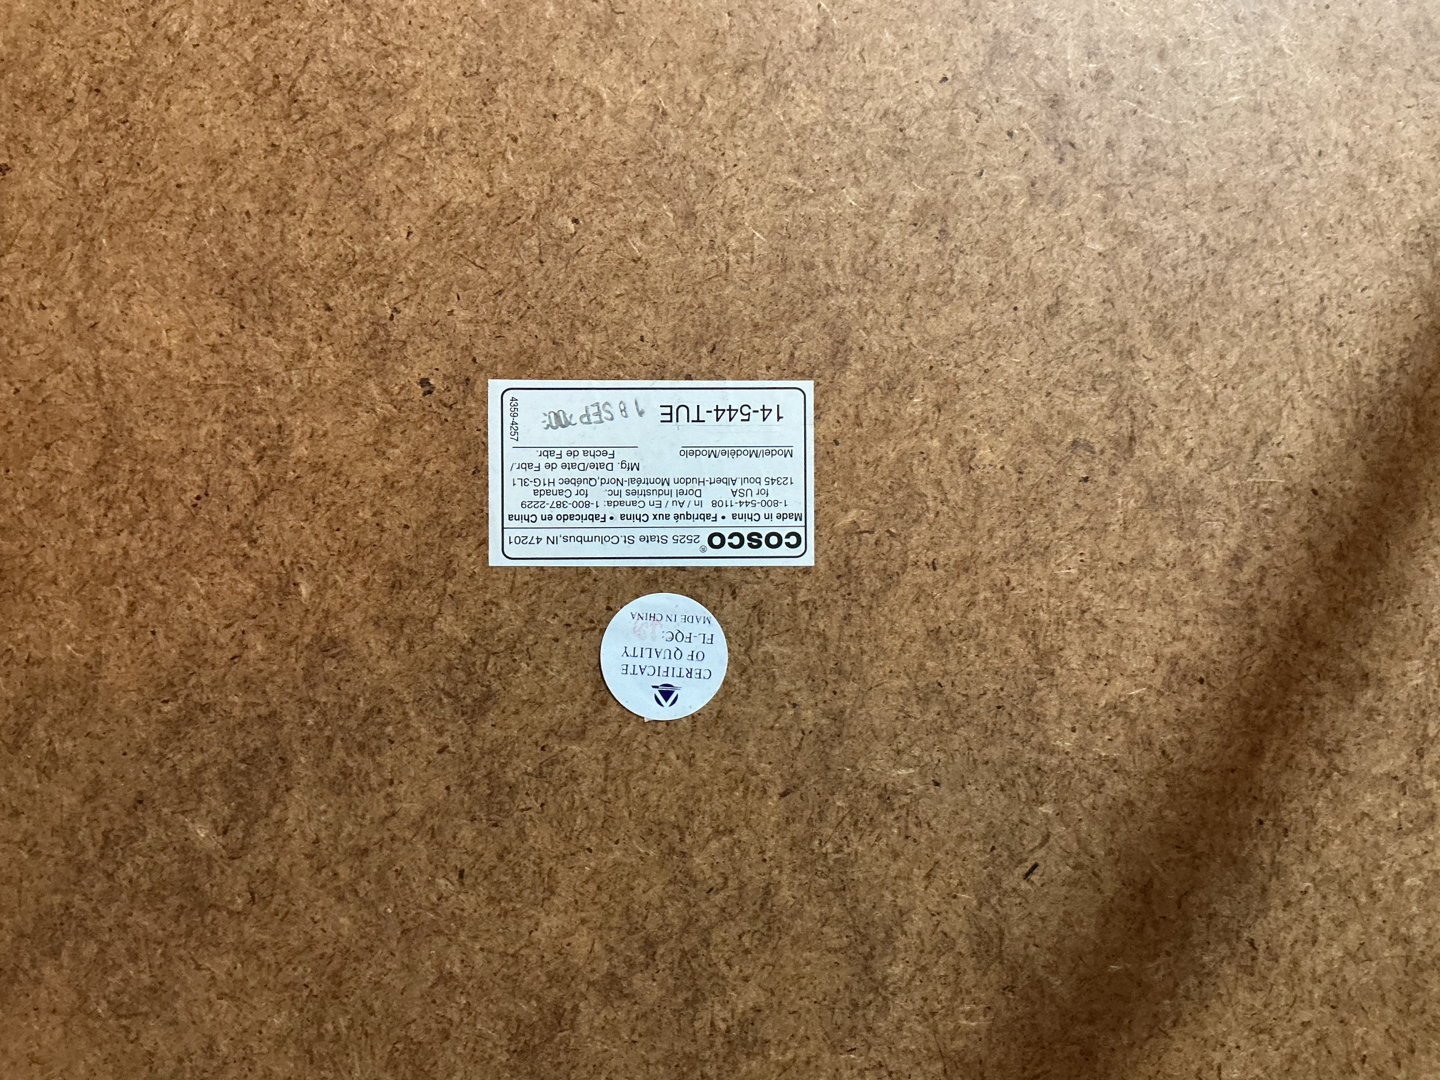 COSCO® 2525 State St.Columbus,IN 47201
Made in China • Fabriqué aux China • Fabricado en China
1-800-544-1108 In / Au / En Canada: 1-800-387-2229
for USA Dorel Industries Inc. for Canada
12345 boul.Albert-Hudon Montréal-Nord,Québec H1G-3L1
Model/Modèle/Modelo
Mfg. Date/Date de Fabr./
Fecha de Fabr.
14-544-TUE 18 SEP
4359-4257
CERTIFICATE
OF QUALITY
FL-FQC:
MADE IN CHINA